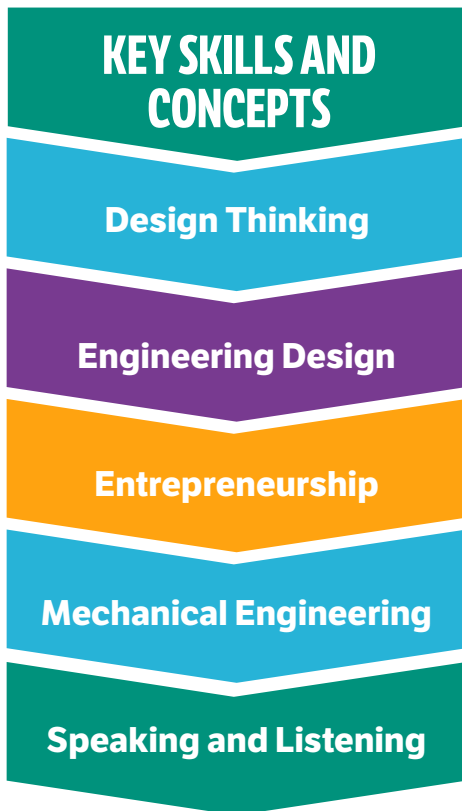 KEY SKILLS AND
CONCEPTS
Design Thinking
Engineering Design
Entrepreneurship
Mechanical Engineering
Speaking and Listening